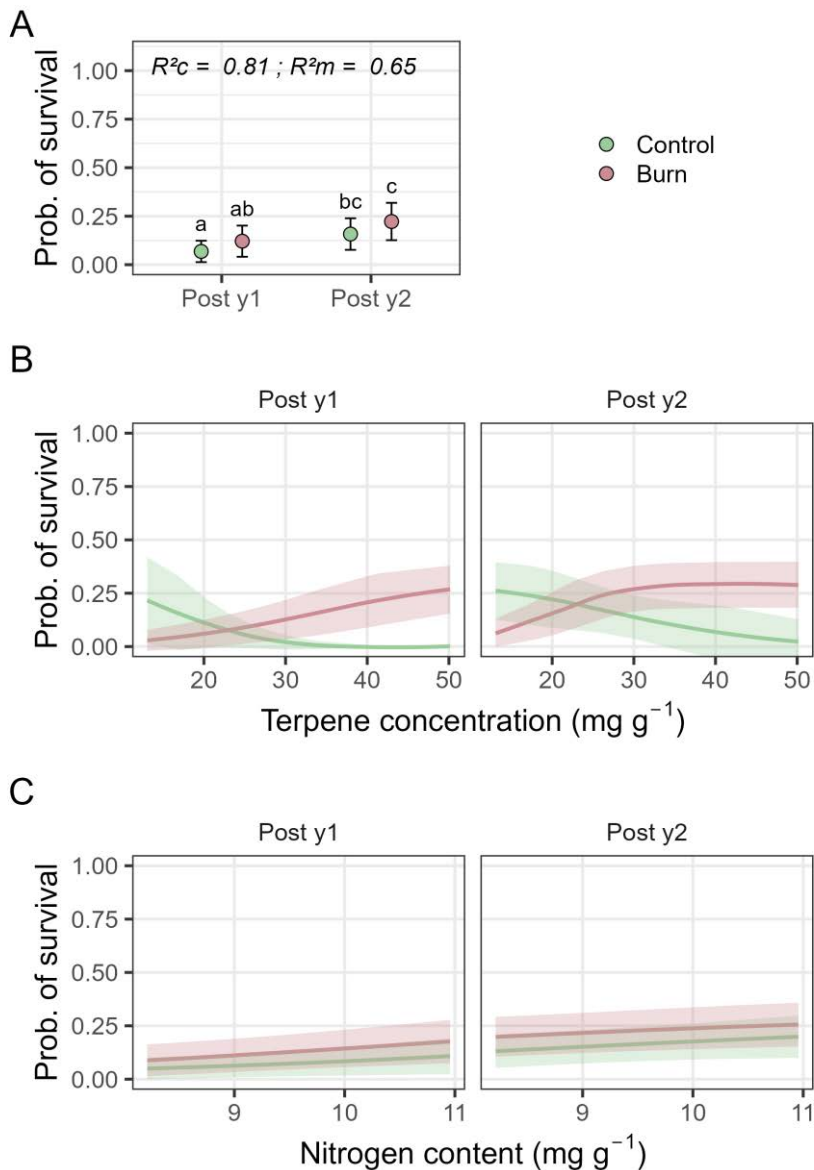 A
R²c = 0.81 ; R²m = 0.65
1.00
0.75
0.50
0.25
0.00
Prob. of survival
a
ab
bc
c
Post y1
Post y2
Control
Burn
B
Post y1
Post y2
1.00
0.75
0.50
0.25
0.00
Prob. of survival
20 30 40 50
20 30 40 50
Terpene concentration (mg g⁻¹)
C
Post y1
Post y2
1.00
0.75
0.50
0.25
0.00
Prob. of survival
9 10 11
9 10 11
Nitrogen content (mg g⁻¹)